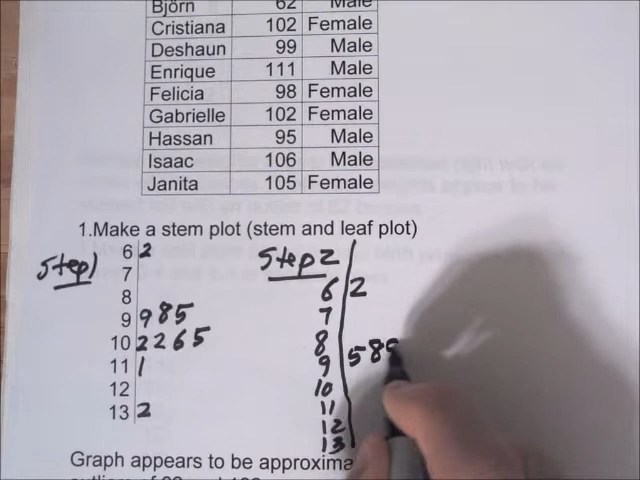 Björn 62 Male
Cristiana 102 Female
Deshaun 99 Male
Enrique 111 Male
Felicia 98 Female
Gabrielle 102 Female
Hassan 95 Male
Isaac 106 Male
Janita 105 Female
1.Make a stem plot (stem and leaf plot)
Step1
6 2
7
8
9 9 8 5
10 2 2 6 5
11 1
12
13 2
Step 2
6 2
7
8
9 5 8 9
10
11
12
13
Graph appears to be approxima